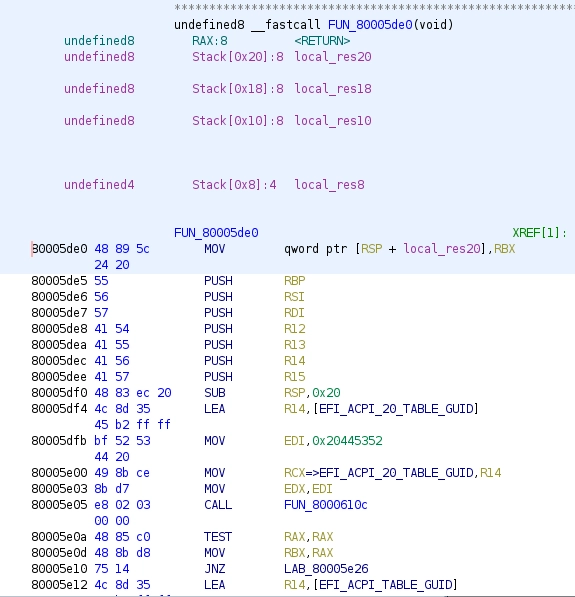 ************************************************************
undefined8 __fastcall FUN_80005de0(void)
undefined8 RAX:8 <RETURN>
undefined8 Stack[0x20]:8 local_res20
undefined8 Stack[0x18]:8 local_res18
undefined8 Stack[0x10]:8 local_res10
undefined4 Stack[0x8]:4 local_res8
FUN_80005de0 XREF[1]:
80005de0 48 89 5c MOV qword ptr [RSP + local_res20],RBX
24 20
80005de5 55 PUSH RBP
80005de6 56 PUSH RSI
80005de7 57 PUSH RDI
80005de8 41 54 PUSH R12
80005dea 41 55 PUSH R13
80005dec 41 56 PUSH R14
80005dee 41 57 PUSH R15
80005df0 48 83 ec 20 SUB RSP,0x20
80005df4 4c 8d 35 LEA R14,[EFI_ACPI_20_TABLE_GUID]
45 b2 ff ff
80005dfb bf 52 53 MOV EDI,0x20445352
44 20
80005e00 49 8b ce MOV RCX=>EFI_ACPI_20_TABLE_GUID,R14
80005e03 8b d7 MOV EDX,EDI
80005e05 e8 02 03 CALL FUN_8000610c
00 00
80005e0a 48 85 c0 TEST RAX,RAX
80005e0d 48 8b d8 MOV RBX,RAX
80005e10 75 14 JNZ LAB_80005e26
80005e12 4c 8d 35 LEA R14,[EFI_ACPI_TABLE_GUID]